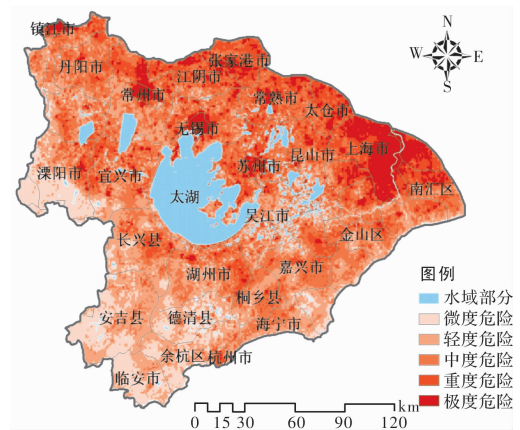 镇江市
N
W E
S
丹阳市
张家港市
江阴市
常州市
常熟市
太仓市
无锡市
上海市
昆山市
苏州市
溧阳市
宜兴市
太湖
南汇区
吴江市
金山区
长兴县
湖州市
嘉兴市
桐乡县
安吉县
德清县
海宁市
余杭区
杭州市
临安市
图例
水域部分
微度危险
轻度危险
中度危险
重度危险
极度危险
km
0 15 30 60 90 120